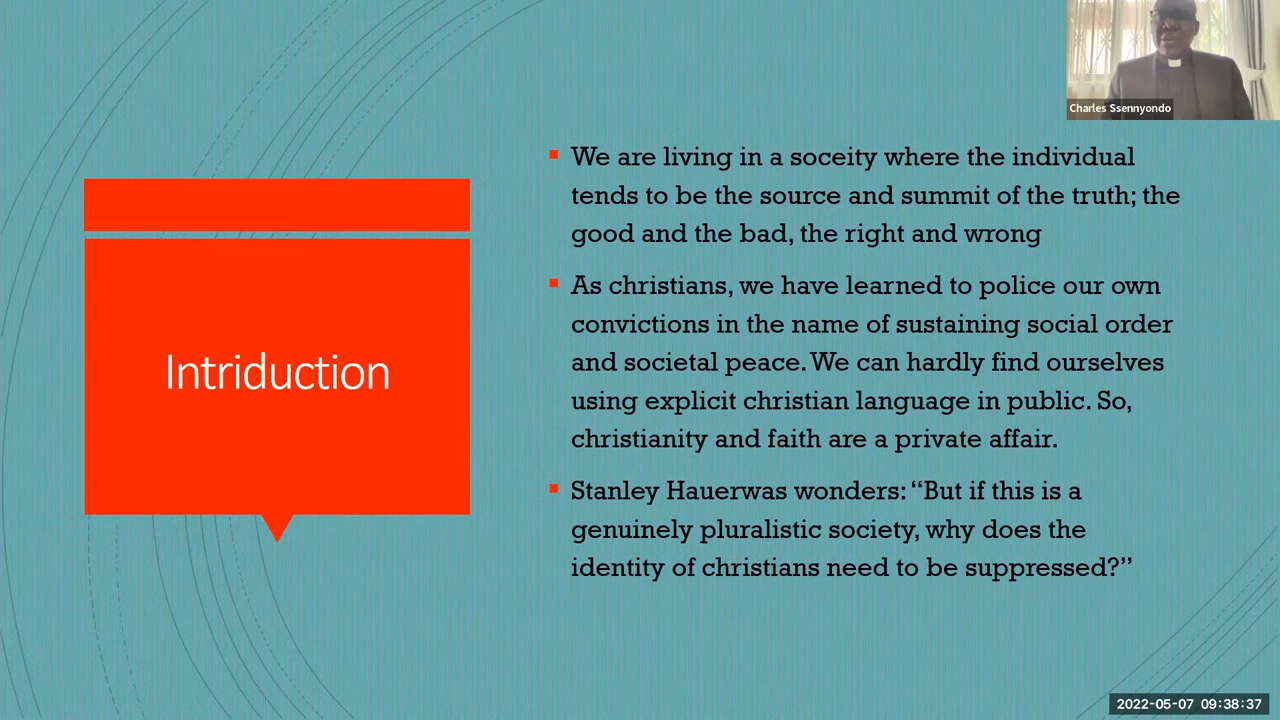 Charles Ssennyondo
Intriduction
We are living in a soceity where the individual
tends to be the source and summit of the truth; the
good and the bad, the right and wrong
As christians, we have learned to police our own
convictions in the name of sustaining social order
and societal peace. We can hardly find ourselves
using explicit christian language in public. So,
christianity and faith are a private affair.
Stanley Hauerwas wonders: “But if this is a
genuinely pluralistic society, why does the
identity of christians need to be suppressed?”
2022-05-07 09:38:37